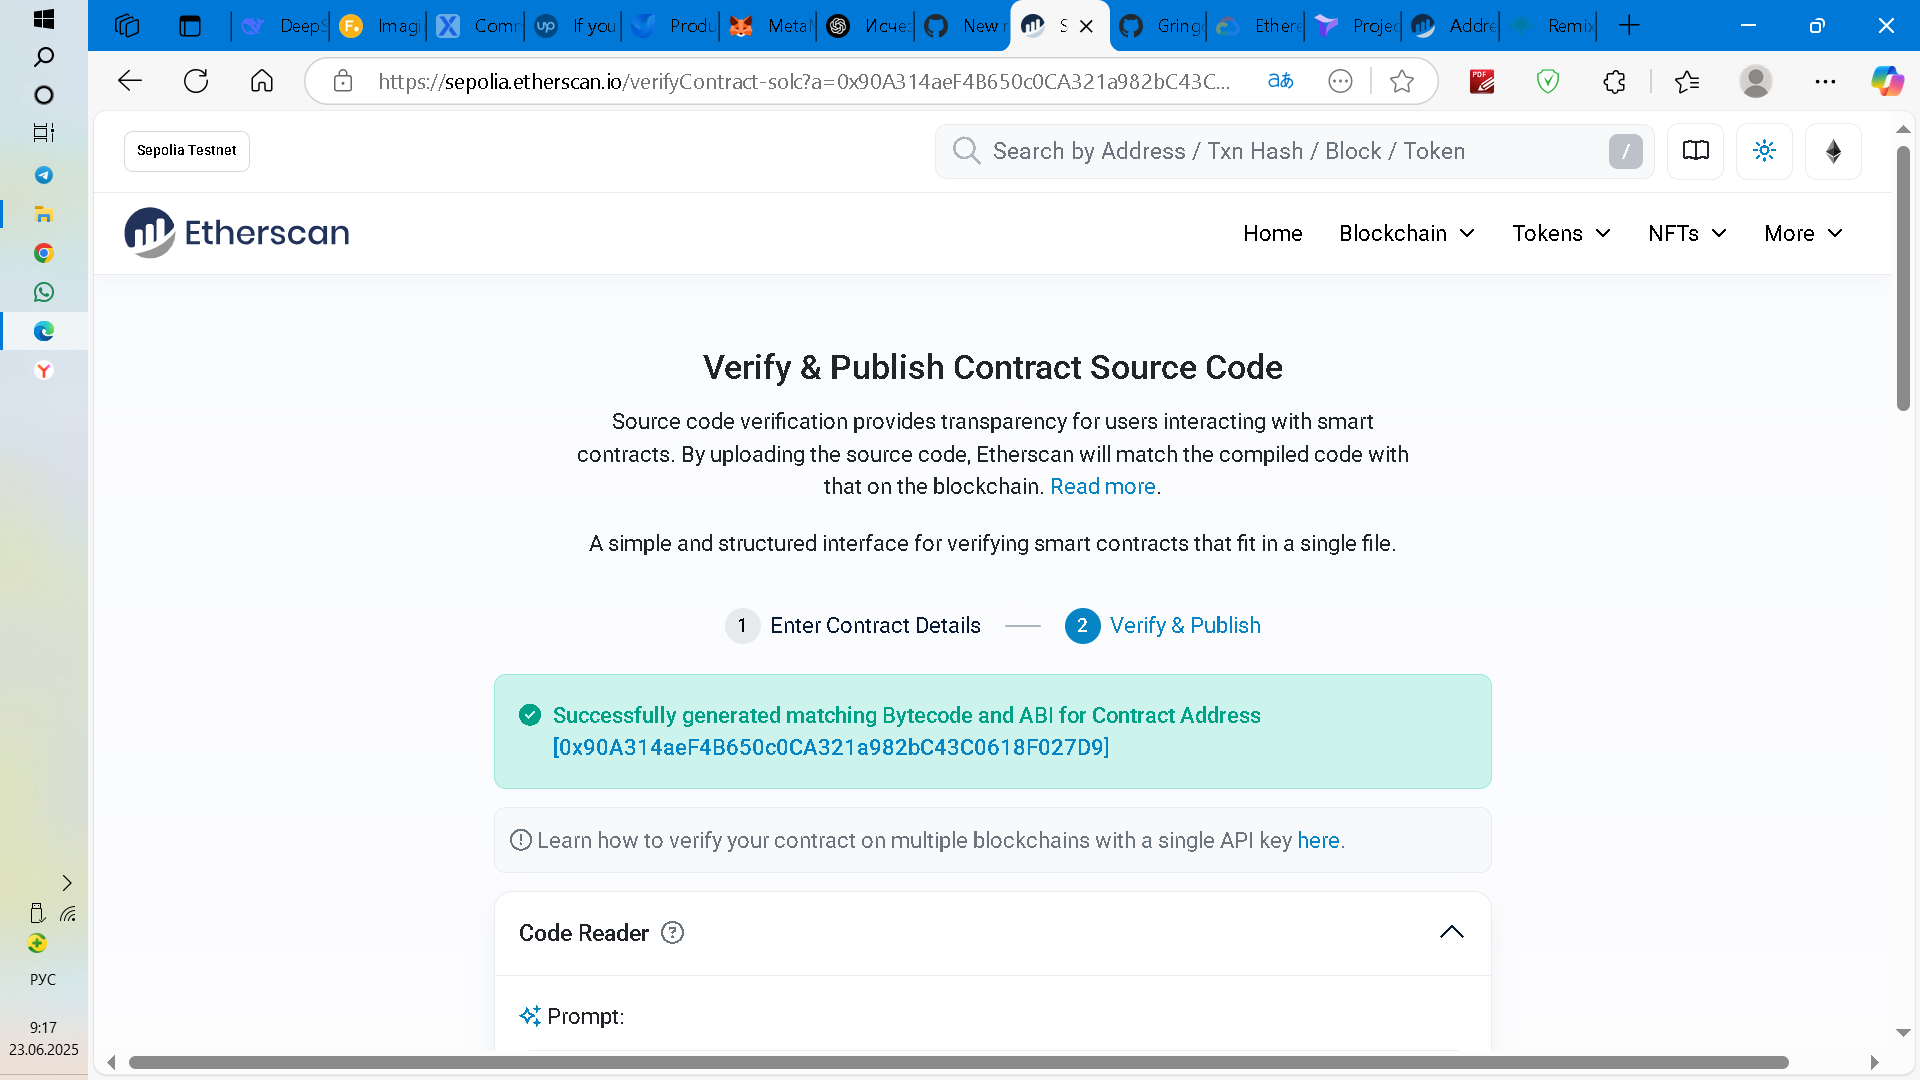 DeepS
Imagi
Comr
If you
Produ
Metal
Исче
New r
S
Gring
Ethere
Projec
Addre
Remix
https://sepolia.etherscan.io/verifyContract-solc?a=0x90A314aeF4B650c0CA321a982bC43C...
Sepolia Testnet
Search by Address / Txn Hash / Block / Token
/
Etherscan
Home
Blockchain
Tokens
NFTs
More
Verify & Publish Contract Source Code
Source code verification provides transparency for users interacting with smart
contracts. By uploading the source code, Etherscan will match the compiled code with
that on the blockchain. Read more.
A simple and structured interface for verifying smart contracts that fit in a single file.
1 Enter Contract Details
2 Verify & Publish
Successfully generated matching Bytecode and ABI for Contract Address
[0x90A314aeF4B650c0CA321a982bC43C0618F027D9]
Learn how to verify your contract on multiple blockchains with a single API key here.
Code Reader
Prompt:
РУС
9:17
23.06.2025